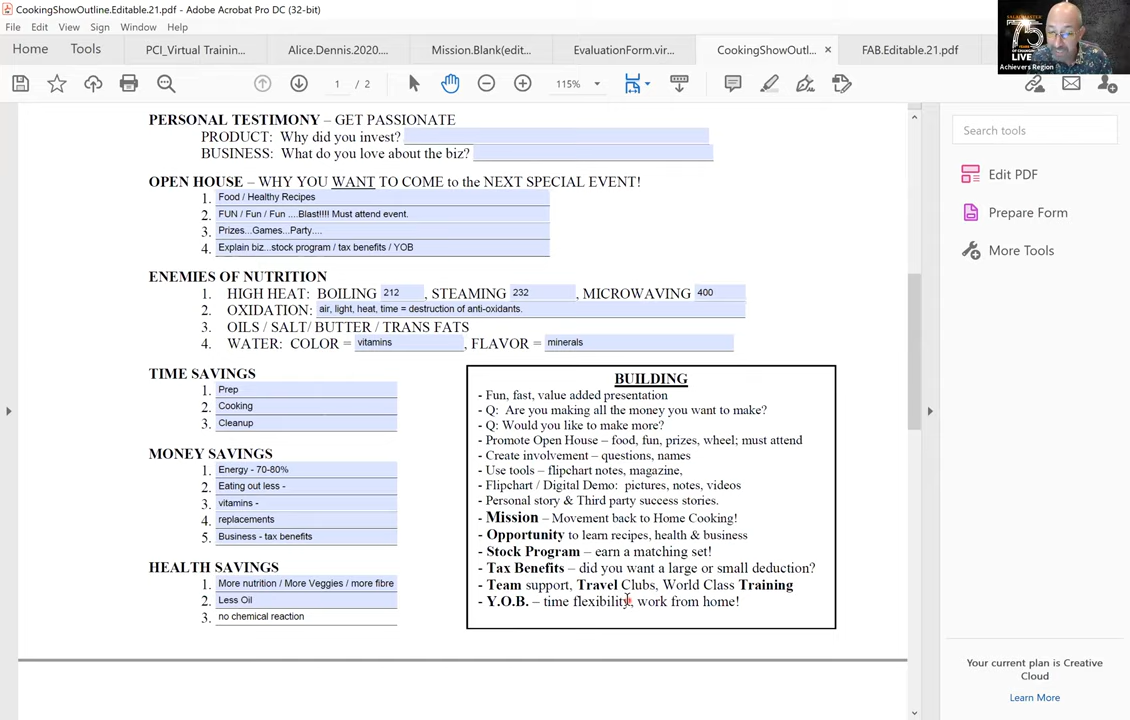 CookingShowOutline.Editable.21.pdf - Adobe Acrobat Pro DC (32-bit)
File Edit View Sign Window Help
Home Tools PCI_Virtual Trainin... Alice.Dennis.2020... Mission.Blank(edit... EvaluationForm.vir... CookingShowOutl... × FAB.Editable.21.pdf
1 / 2 115%
75
LIVE
Achievers Region
PERSONAL TESTIMONY – GET PASSIONATE
PRODUCT: Why did you invest?
BUSINESS: What do you love about the biz?
OPEN HOUSE – WHY YOU WANT TO COME to the NEXT SPECIAL EVENT!
1. Food / Healthy Recipes
2. FUN / Fun / Fun ....Blast!!!! Must attend event.
3. Prizes...Games...Party....
4. Explain biz...stock program / tax benefits / YOB
ENEMIES OF NUTRITION
1. HIGH HEAT: BOILING 212 , STEAMING 232 , MICROWAVING 400
2. OXIDATION: air, light, heat, time = destruction of anti-oxidants.
3. OILS / SALT/ BUTTER / TRANS FATS
4. WATER: COLOR = vitamins , FLAVOR = minerals
TIME SAVINGS
1. Prep
2. Cooking
3. Cleanup
MONEY SAVINGS
1. Energy - 70-80%
2. Eating out less -
3. vitamins -
4. replacements
5. Business - tax benefits
HEALTH SAVINGS
1. More nutrition / More Veggies / more fibre
2. Less Oil
3. no chemical reaction
BUILDING
- Fun, fast, value added presentation
- Q: Are you making all the money you want to make?
- Q: Would you like to make more?
- Promote Open House – food, fun, prizes, wheel; must attend
- Create involvement – questions, names
- Use tools – flipchart notes, magazine,
- Flipchart / Digital Demo: pictures, notes, videos
- Personal story & Third party success stories.
- Mission – Movement back to Home Cooking!
- Opportunity to learn recipes, health & business
- Stock Program – earn a matching set!
- Tax Benefits – did you want a large or small deduction?
- Team support, Travel Clubs, World Class Training
- Y.O.B. – time flexibility, work from home!
Search tools
Edit PDF
Prepare Form
More Tools
Your current plan is Creative
Cloud
Learn More